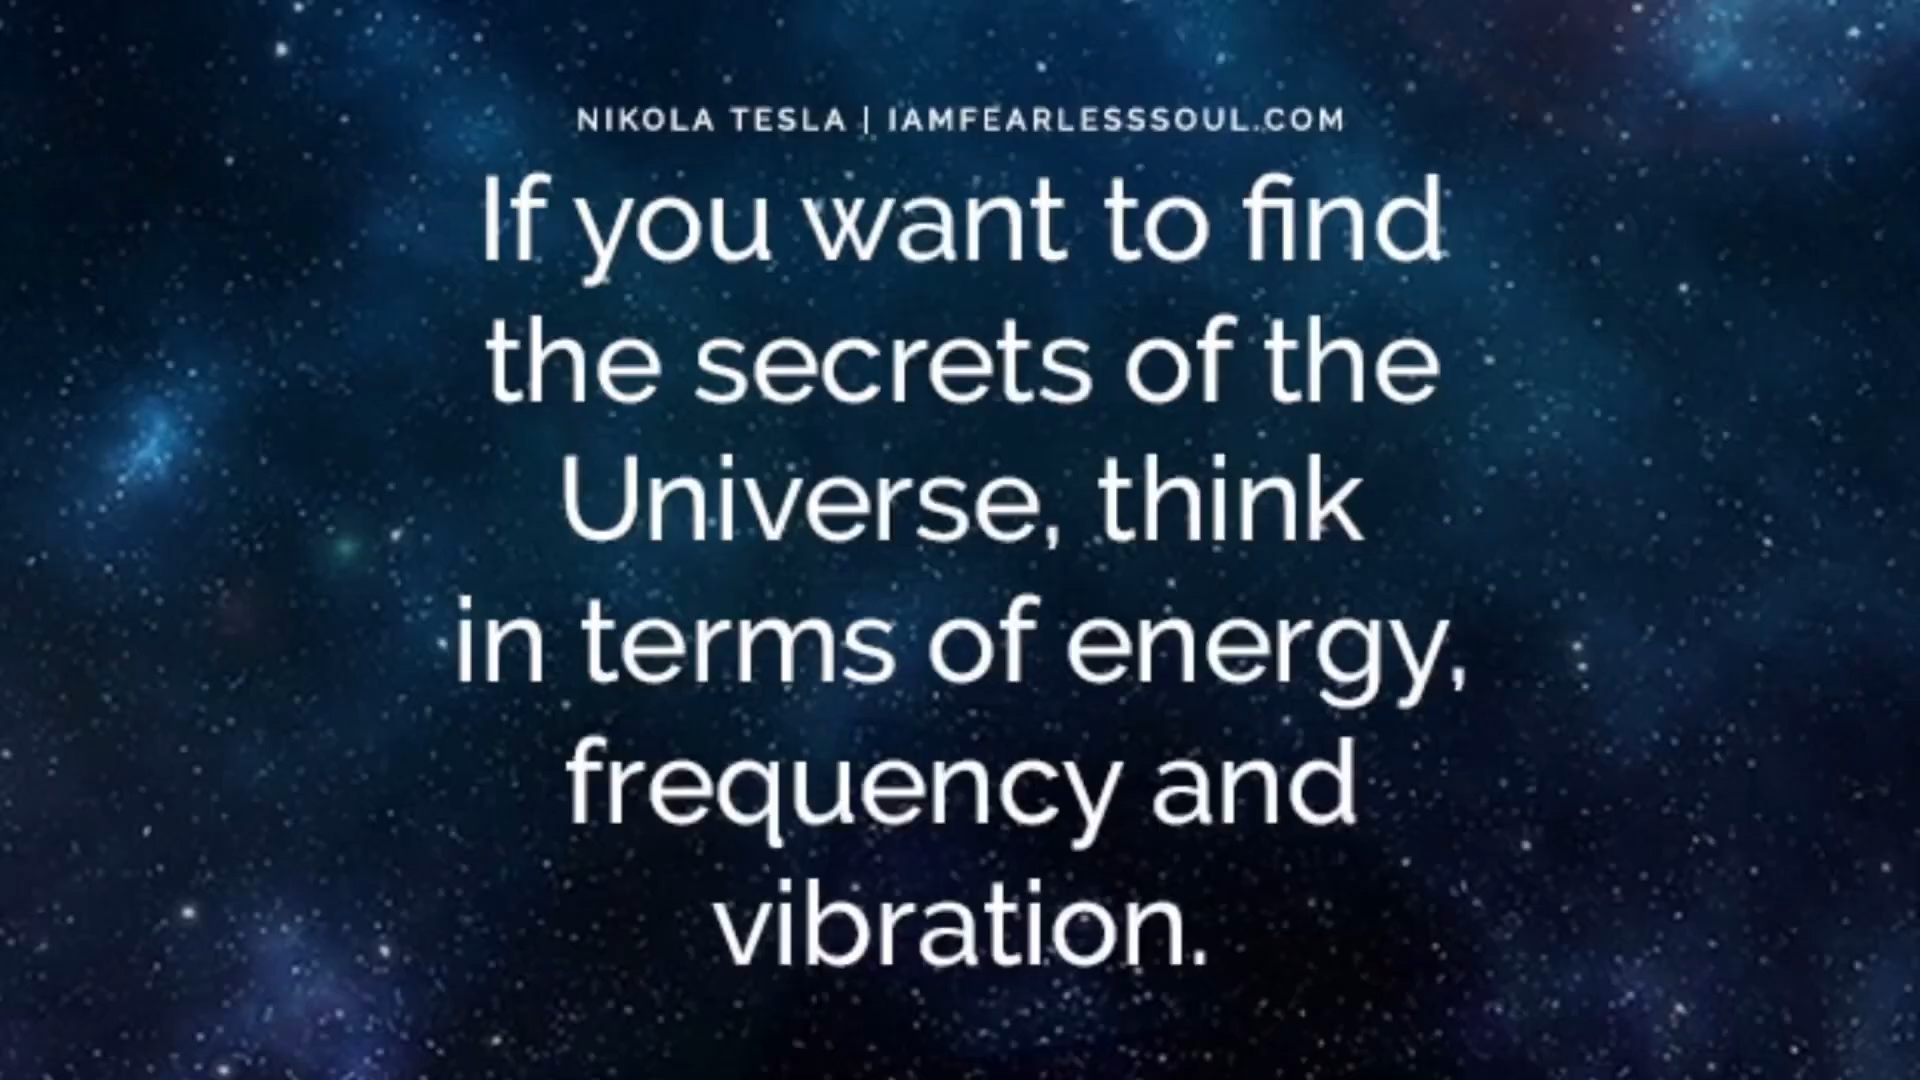 NIKOLA TESLA | IAMFEARLESSSOUL.COM
If you want to find
the secrets of the
Universe, think
in terms of energy,
frequency and
vibration.